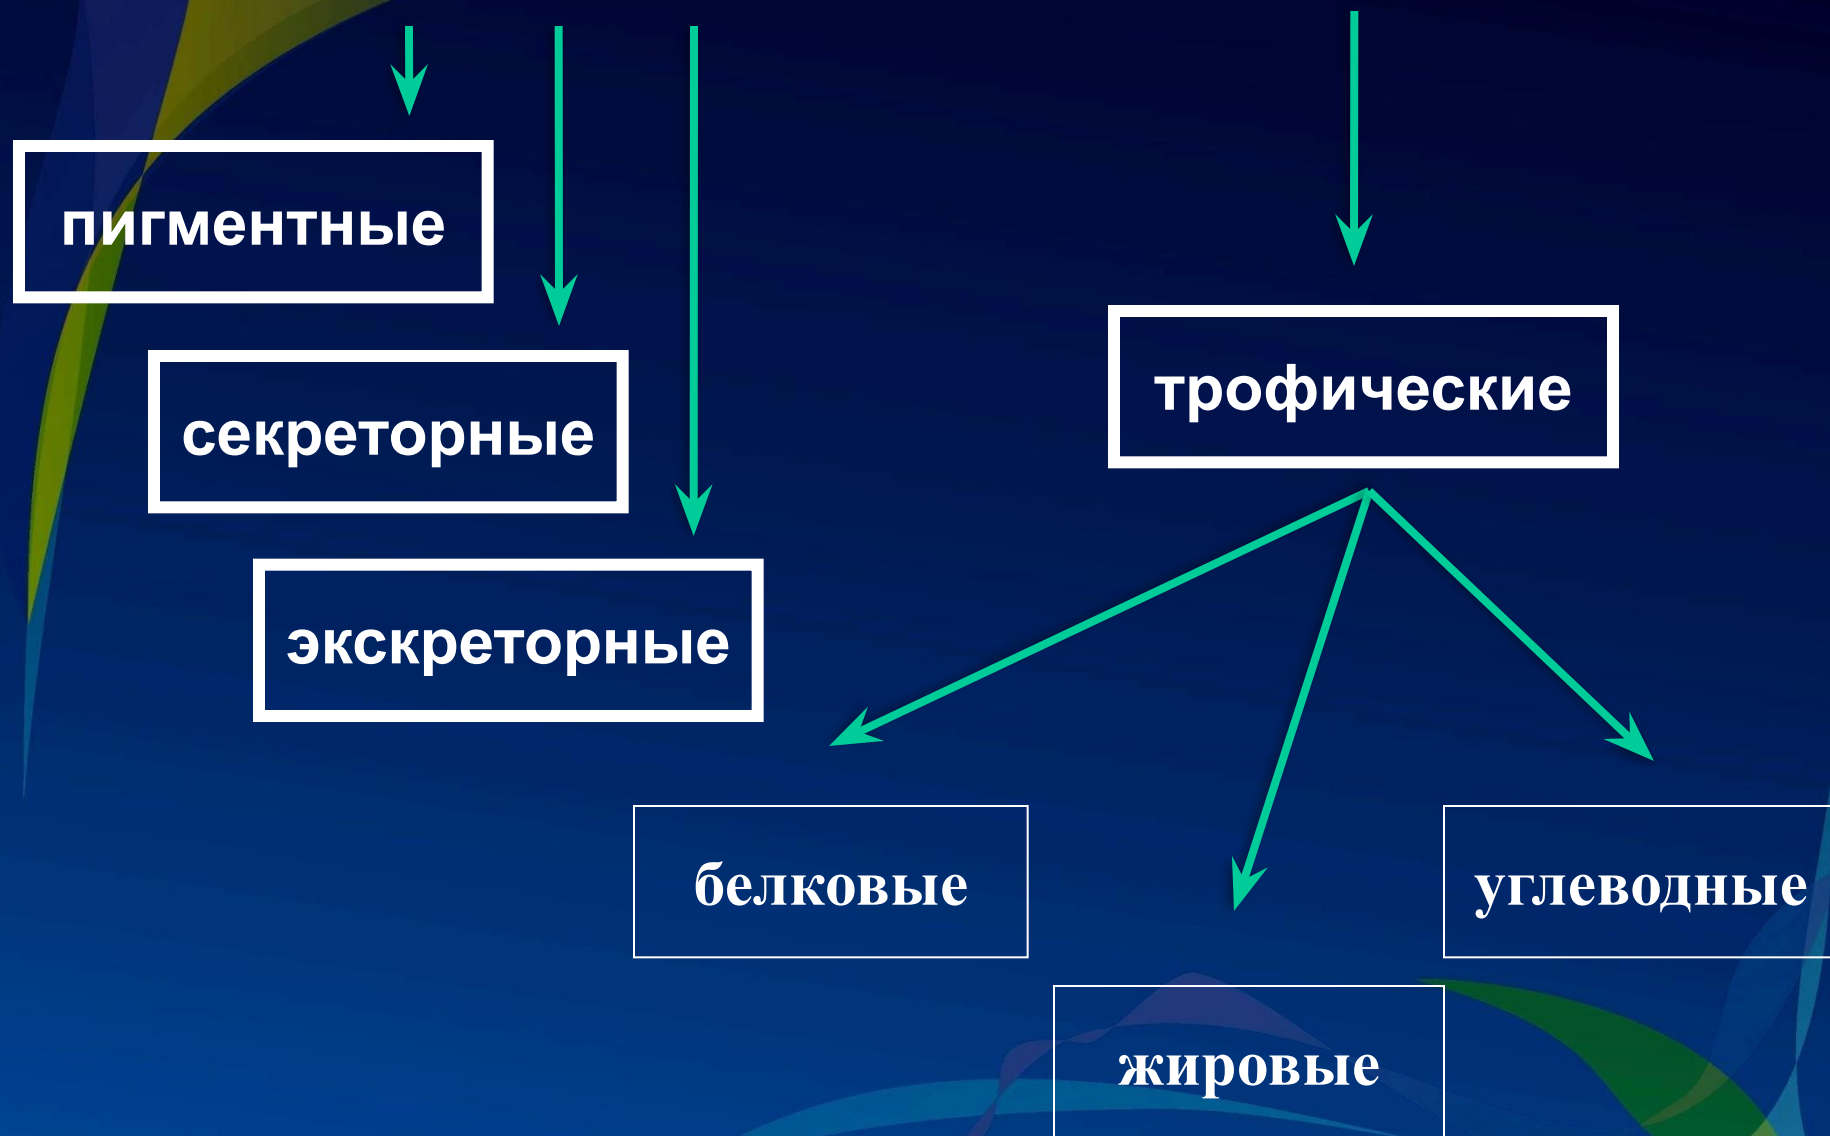 пигментные
секреторные
трофические
экскреторные
белковые
углеводные
жировые